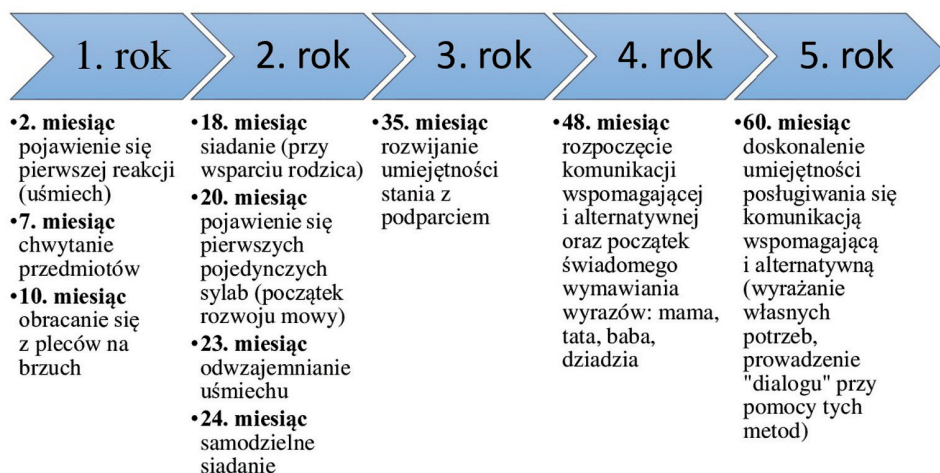 1. rok
2. rok
3. rok
4. rok
5. rok
•2. miesiąc
pojawienie się
pierwszej reakcji
(uśmiech)
•7. miesiąc
chwytanie
przedmiotów
•10. miesiąc
obracanie się
z pleców na
brzuch
•18. miesiąc
siadanie (przy
wsparciu rodzica)
•20. miesiąc
pojawienie się
pierwszych
pojedynczych
sylab (początek
rozwoju mowy)
•23. miesiąc
odwzajemnianie
uśmiechu
•24. miesiąc
samodzielne
siadanie
•35. miesiąc
rozwijanie
umiejętności
stania z
podparciem
•48. miesiąc
rozpoczęcie
komunikacji
wspomagającej
i alternatywnej
oraz początek
świadomego
wymawiania
wyrazów: mama,
tata, baba,
dziadzia
•60. miesiąc
doskonalenie
umiejętności
posługiwania się
komunikacją
wspomagającą
i alternatywną
(wyrażanie
własnych
potrzeb,
prowadzenie
"dialogu" przy
pomocy tych
metod)